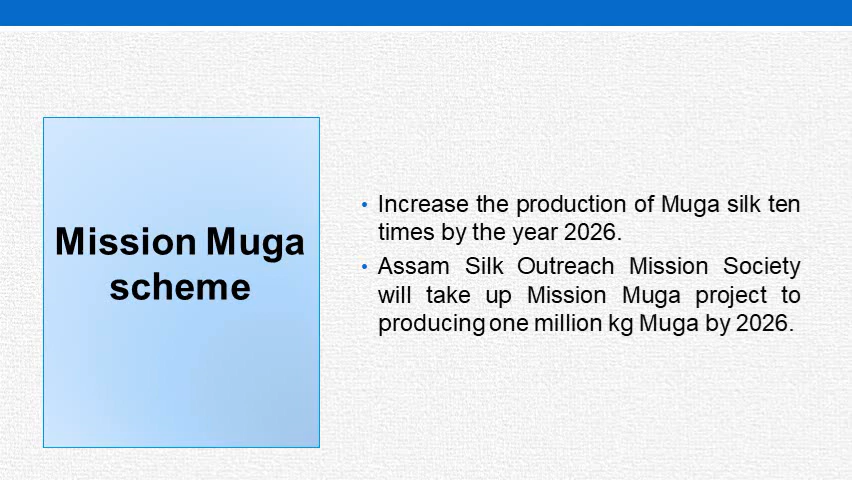 Mission Muga
scheme
• Increase the production of Muga silk ten
times by the year 2026.
• Assam Silk Outreach Mission Society
will take up Mission Muga project to
producing one million kg Muga by 2026.